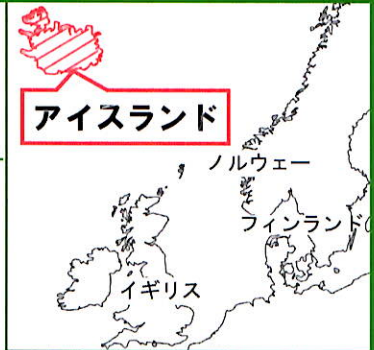 アイスランド
ノルウェー
フィンランド
イギリス